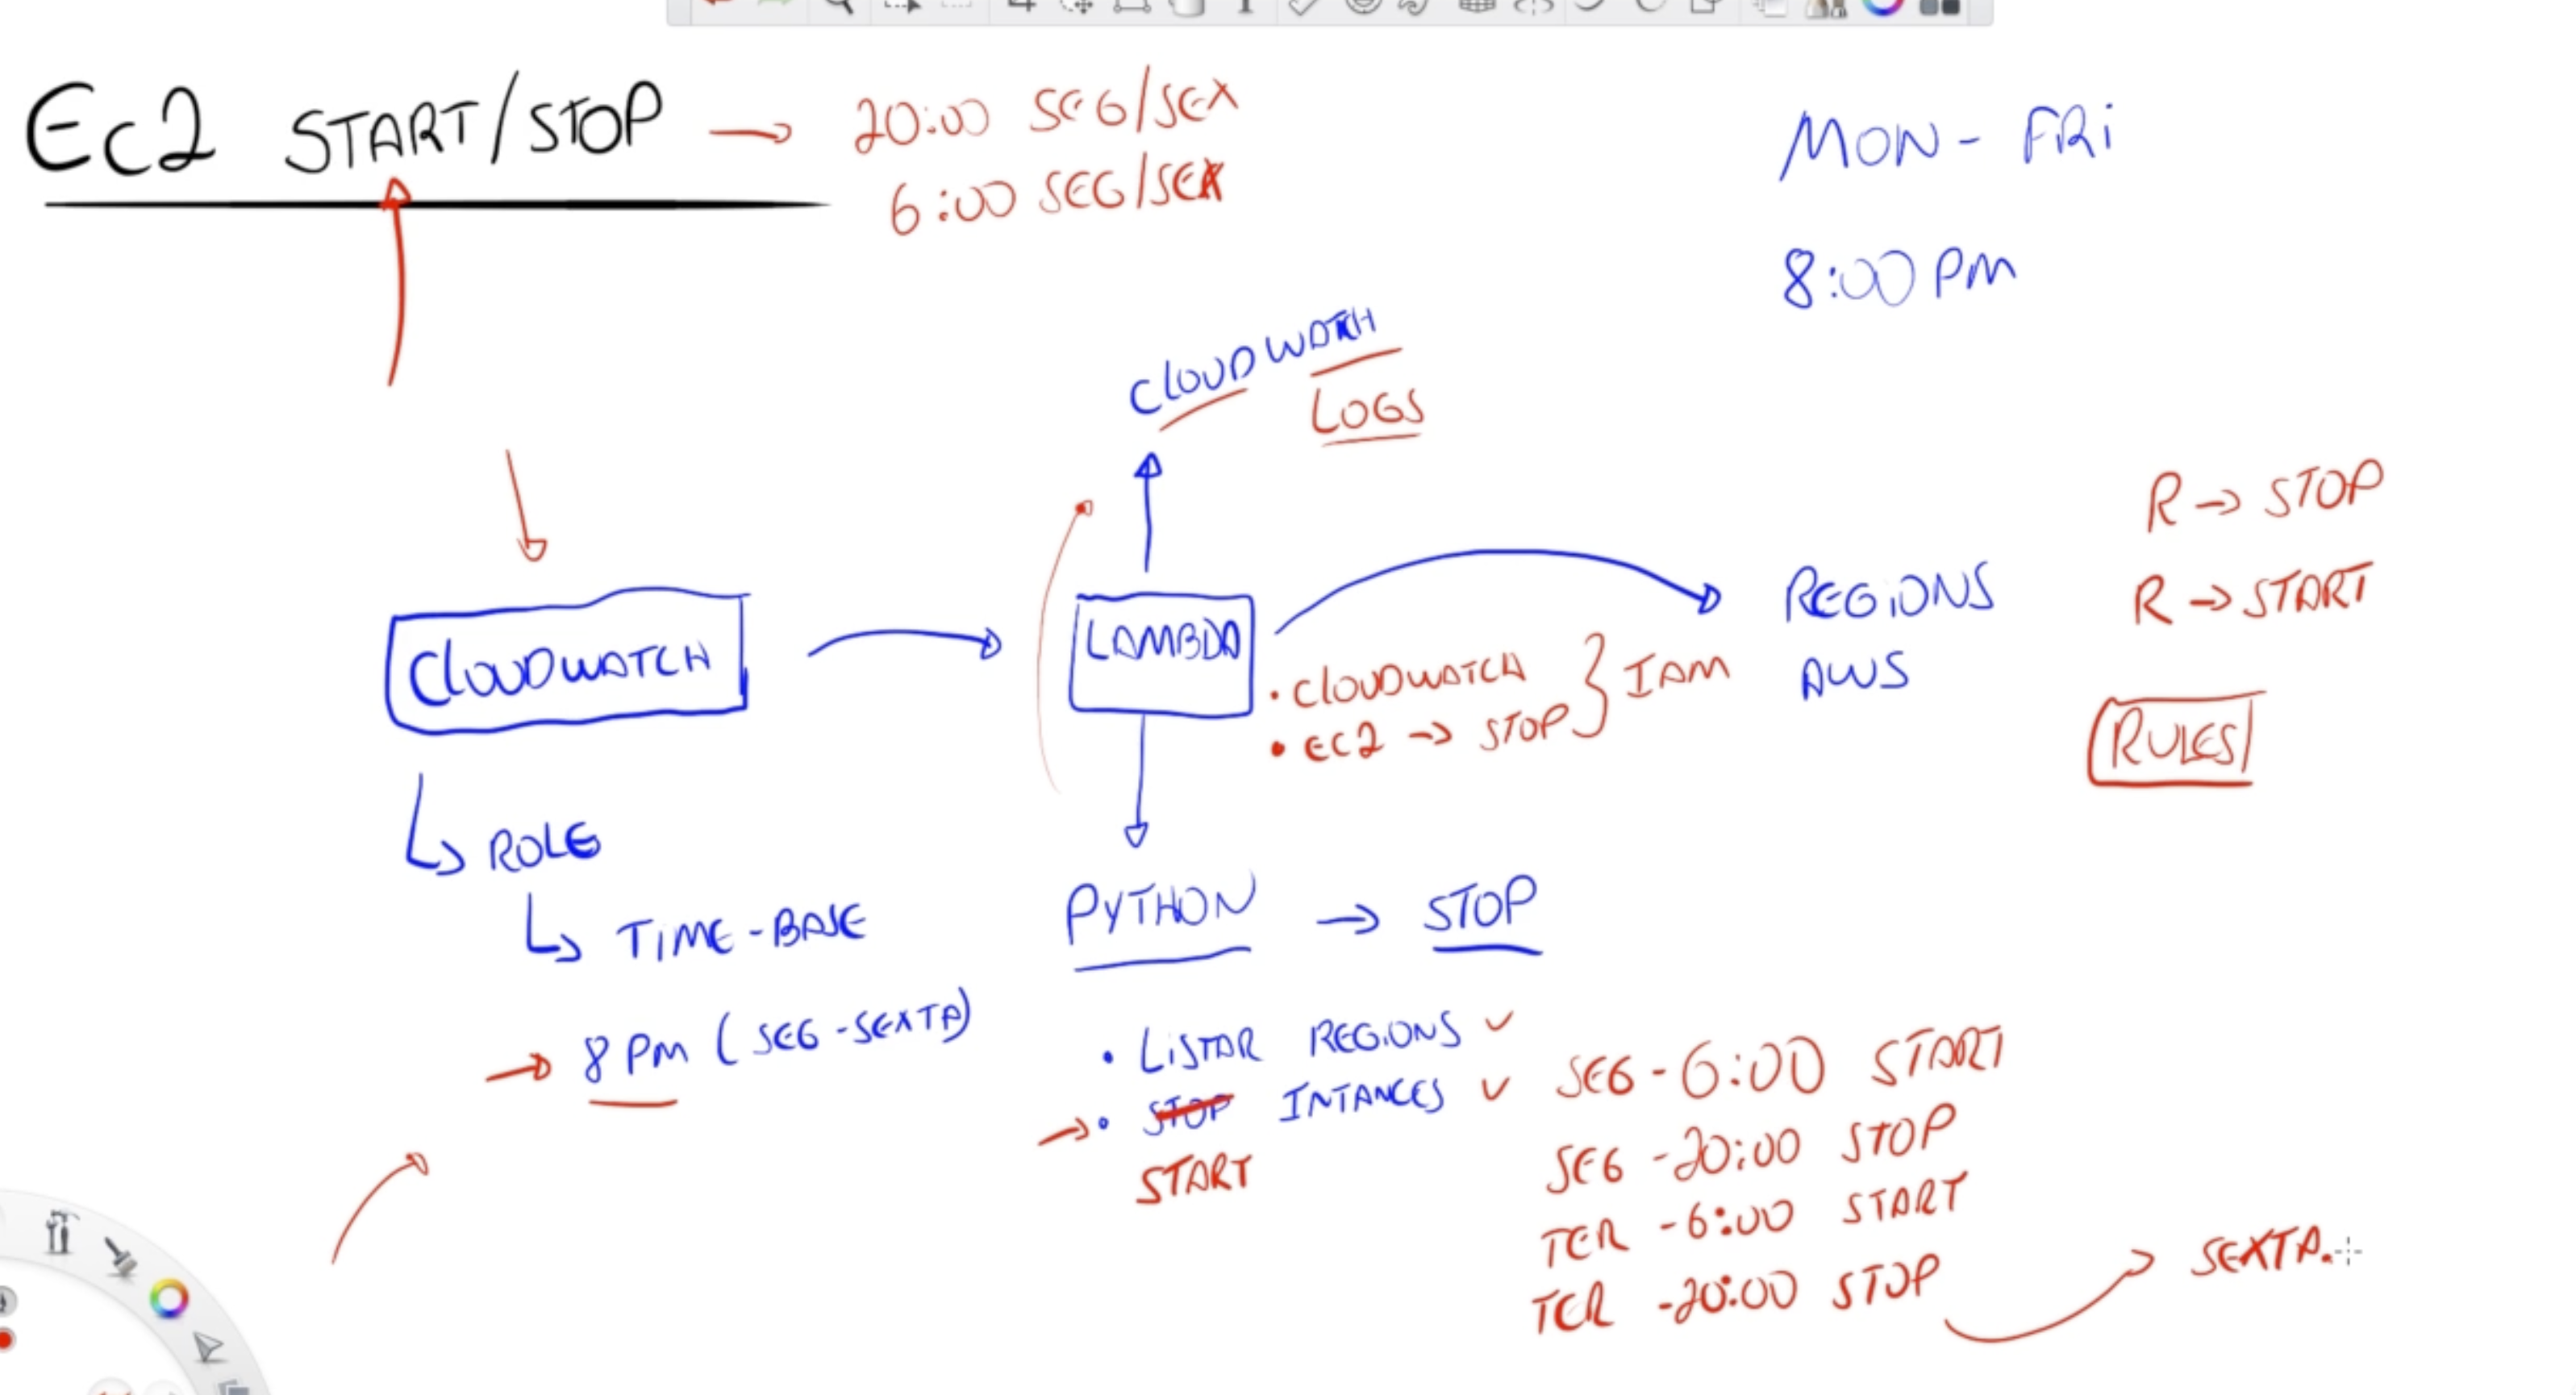 Ec2 START/STOP → 20:00 SEG/SEX
6:00 SEG/SEX
MON - FRI
8:00 PM
CLOUDWATCH
LOGS
R → STOP
R → START
RULES
CLOUDWATCH
LAMBDA
REGIONS
AWS
• CLOUDWATCH
• EC2 → STOP } IAM
ROLE
TIME-BASE
→ 8 PM (SEG-SEXTA)
PYTHON → STOP
• LISTAR REGIONS ✓
→ • STOP INTANCES ✓
START
SEG - 6:00 START
SEG - 20:00 STOP
TER - 6:00 START
TER - 20:00 STOP
SEXTA.